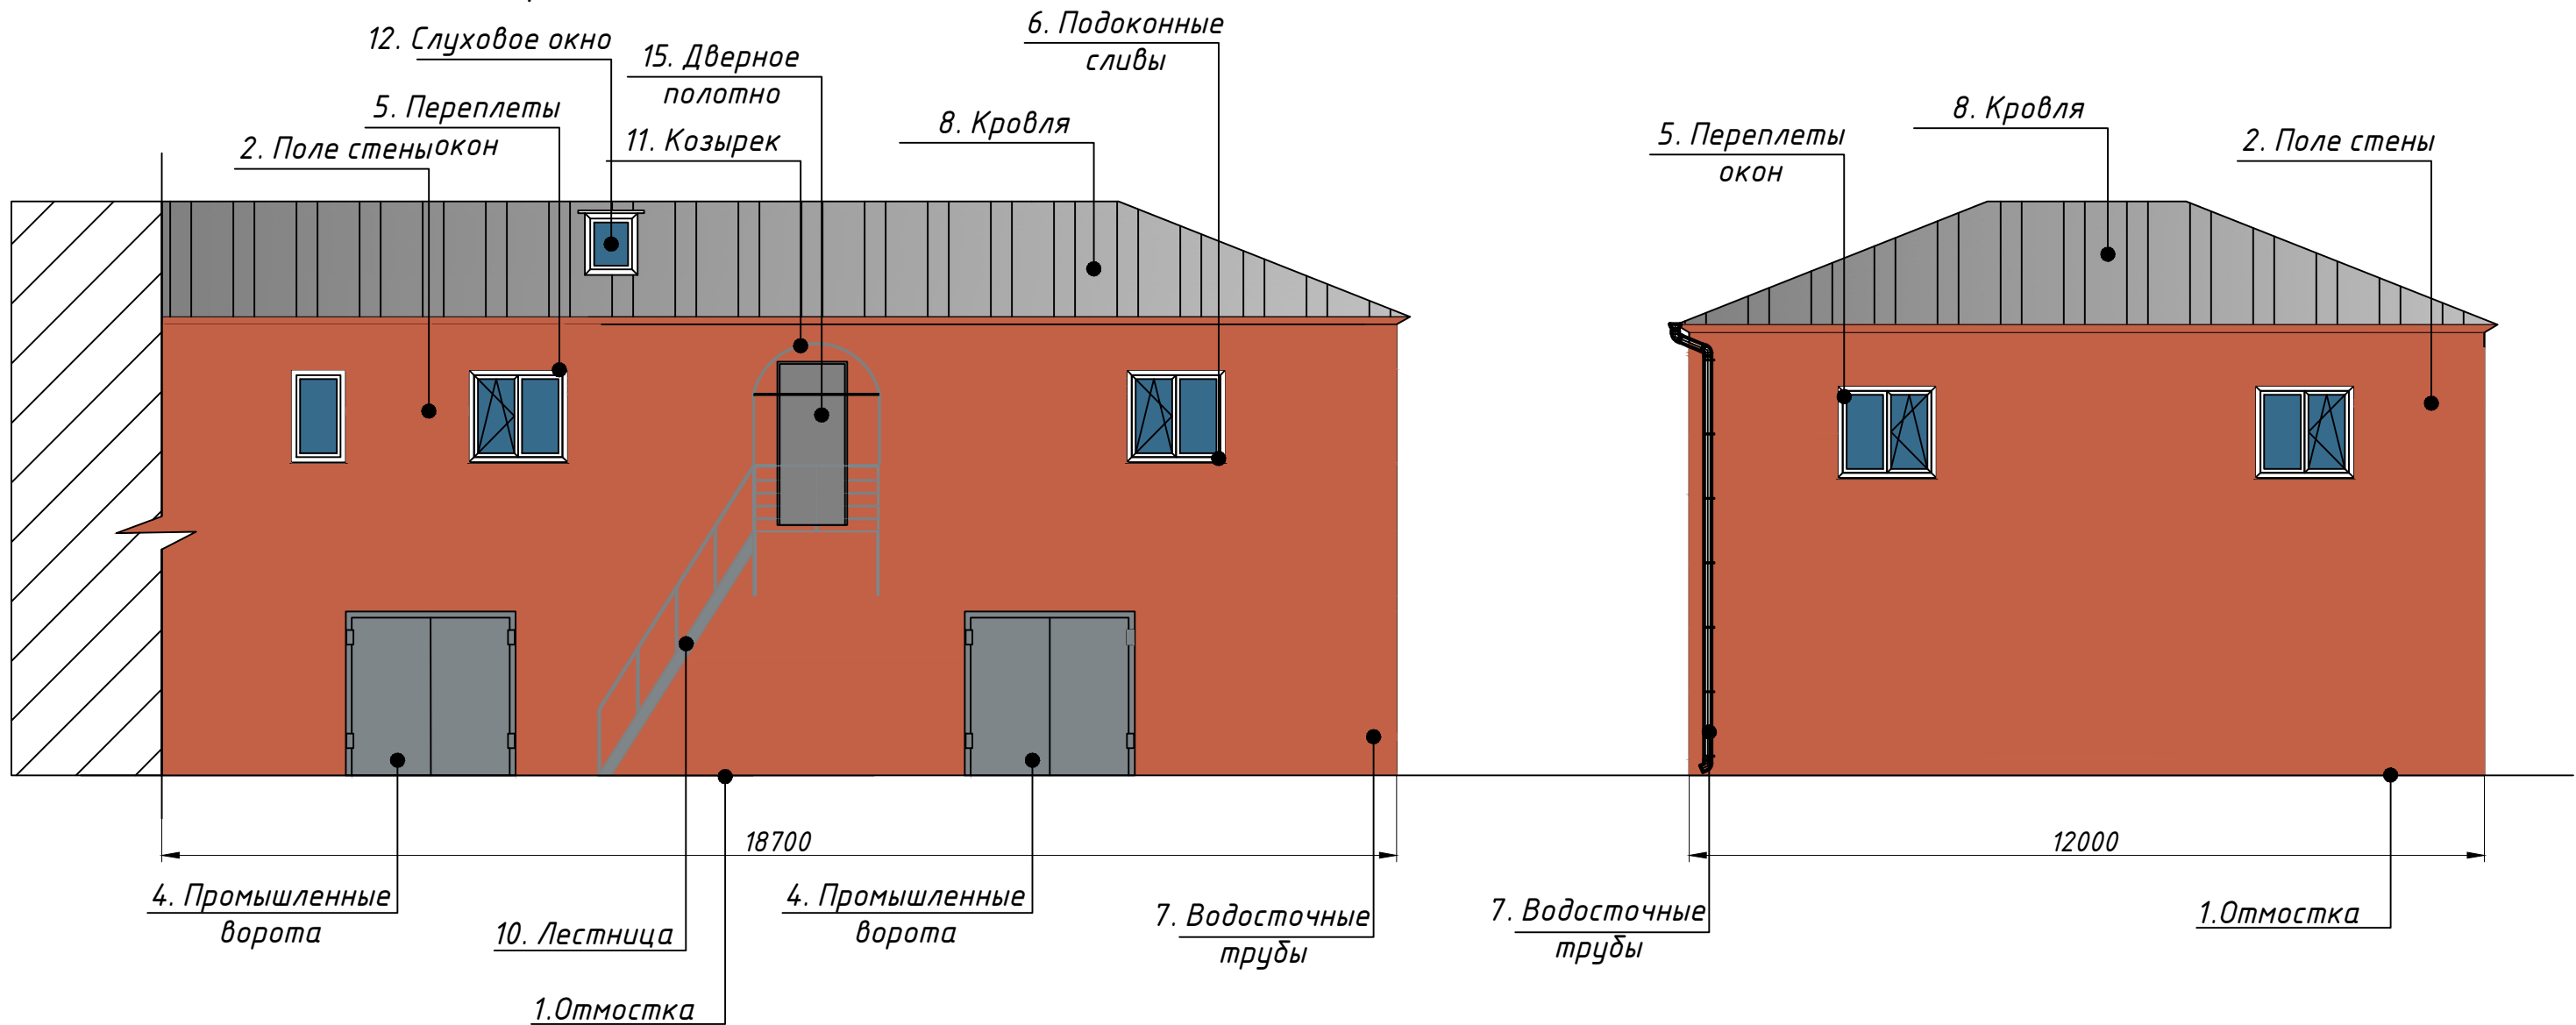 12. Слуховое окно
15. Дверное
полотно
6. Подоконные
сливы
5. Переплеты
окон
2. Поле стены
11. Козырек
8. Кровля
4. Промышленные
ворота
10. Лестница
1.Отмостка
18700
4. Промышленные
ворота
7. Водосточные
трубы
5. Переплеты
окон
8. Кровля
2. Поле стены
12000
7. Водосточные
трубы
1.Отмостка